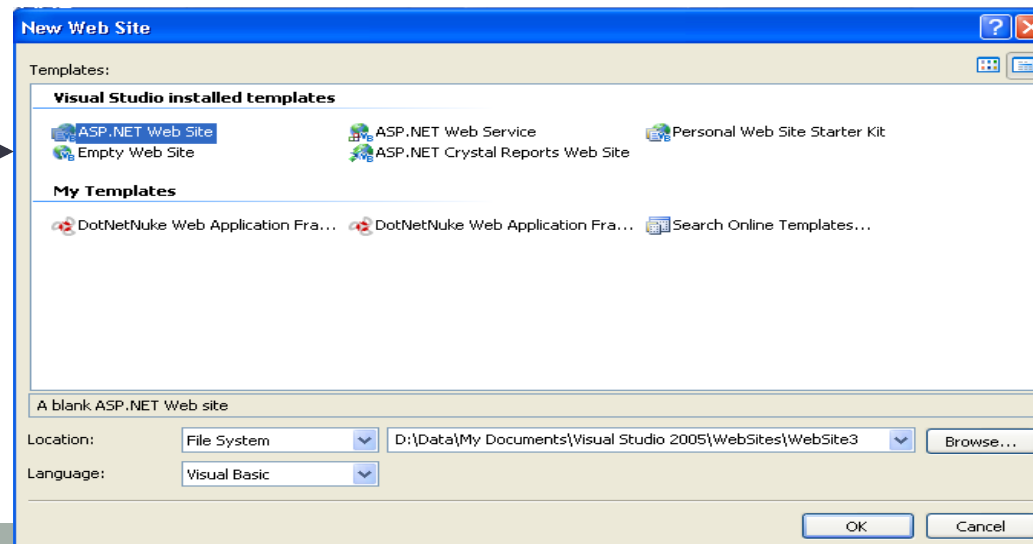 New Web Site
Templates:
Visual Studio installed templates
ASP.NET Web Site ASP.NET Web Service Personal Web Site Starter Kit
Empty Web Site ASP.NET Crystal Reports Web Site
My Templates
DotNetNuke Web Application Fra... DotNetNuke Web Application Fra... Search Online Templates...
A blank ASP.NET Web site
Location: File System D:\Data\My Documents\Visual Studio 2005\WebSites\WebSite3 Browse...
Language: Visual Basic
OK Cancel